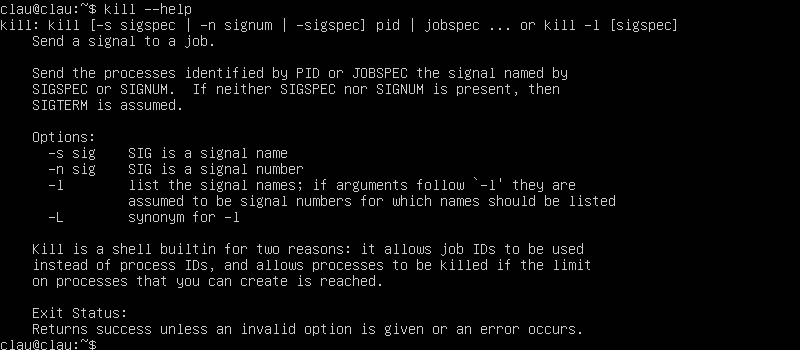 clau@clau:~$ kill --help
kill: kill [-s sigspec | -n signum | -sigspec] pid | jobspec ... or kill -l [sigspec]
    Send a signal to a job.

    Send the processes identified by PID or JOBSPEC the signal named by
    SIGSPEC or SIGNUM.  If neither SIGSPEC nor SIGNUM is present, then
    SIGTERM is assumed.

    Options:
      -s sig    SIG is a signal name
      -n sig    SIG is a signal number
      -l        list the signal names; if arguments follow `-l' they are
                assumed to be signal numbers for which names should be listed
      -L        synonym for -l

    Kill is a shell builtin for two reasons: it allows job IDs to be used
    instead of process IDs, and allows processes to be killed if the limit
    on processes that you can create is reached.

    Exit Status:
    Returns success unless an invalid option is given or an error occurs.
clau@clau:~$